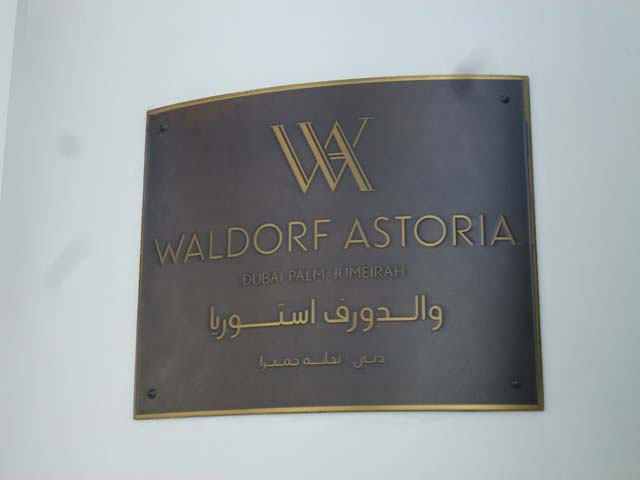 WA
WALDORF ASTORIA
DUBAI PALM JUMEIRAH
والدورف استوريا
دبي - نخلة جميرا